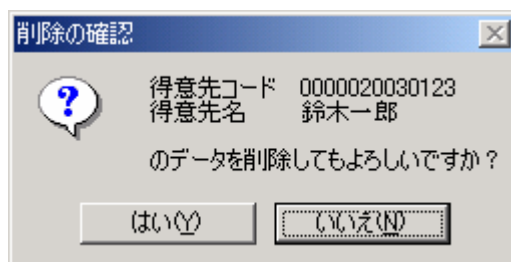 削除の確認
得意先コード 0000020030123
得意先名 鈴木一郎
のデータを削除してもよろしいですか？
はい(Y) いいえ(N)